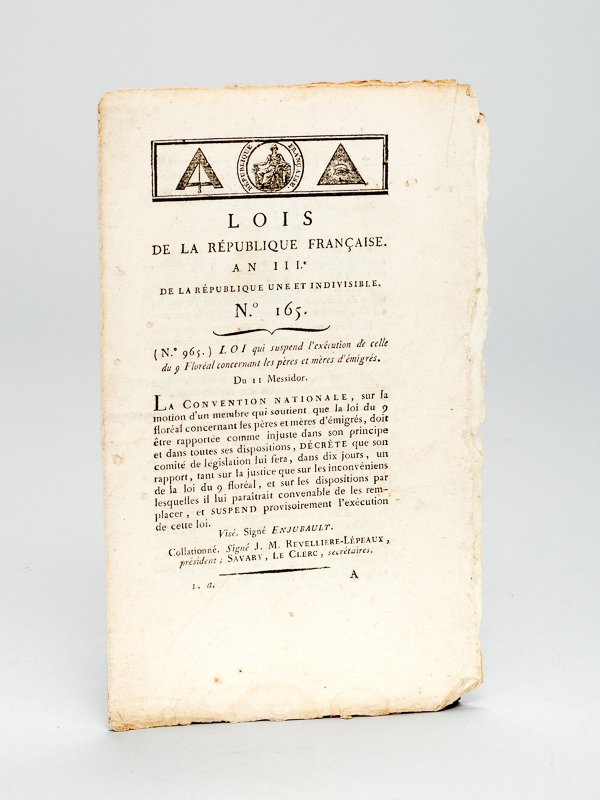 RÉPUBLIQUE FRANÇAISE.
LOIS
DE LA RÉPUBLIQUE FRANÇAISE.
AN III.e
DE LA RÉPUBLIQUE UNE ET INDIVISIBLE.
N.º 165.
(N.º 965.) LOI qui suspend l'exécution de celle
du 9 Floréal concernant les pères et mères d'émigrés.
Du 11 Messidor.
LA CONVENTION NATIONALE, sur la
motion d'un membre qui soutient que la loi du 9
floréal concernant les pères et mères d'émigrés, doit
être rapportée comme injuste dans son principe
et dans toutes ses dispositions, DÉCRÈTE que son
comité de législation lui fera, dans dix jours, un
rapport, tant sur la justice que sur les inconvéniens
de la loi du 9 floréal, et sur les dispositions par
lesquelles il lui paraîtrait convenable de les rem-
placer, et SUSPEND provisoirement l'exécution
de cette loi.
Visé. Signé ENJUBAULT.
Collationné. Signé J. M. REVELLIERE-LÉPEAUX,
président; SAVARY, LE CLERC, secrétaires.
1. a. A